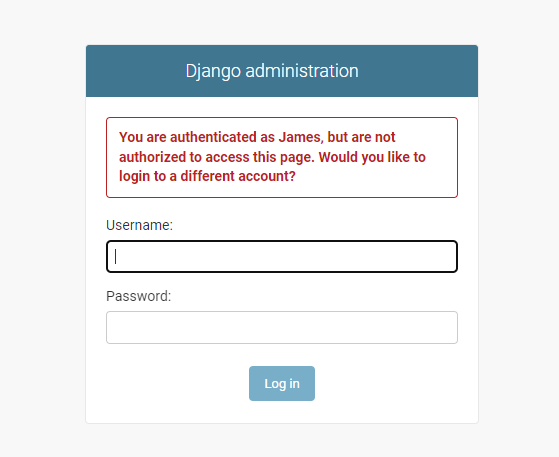 Django administration
You are authenticated as James, but are not
authorized to access this page. Would you like to
login to a different account?
Username:
Password:
Log in